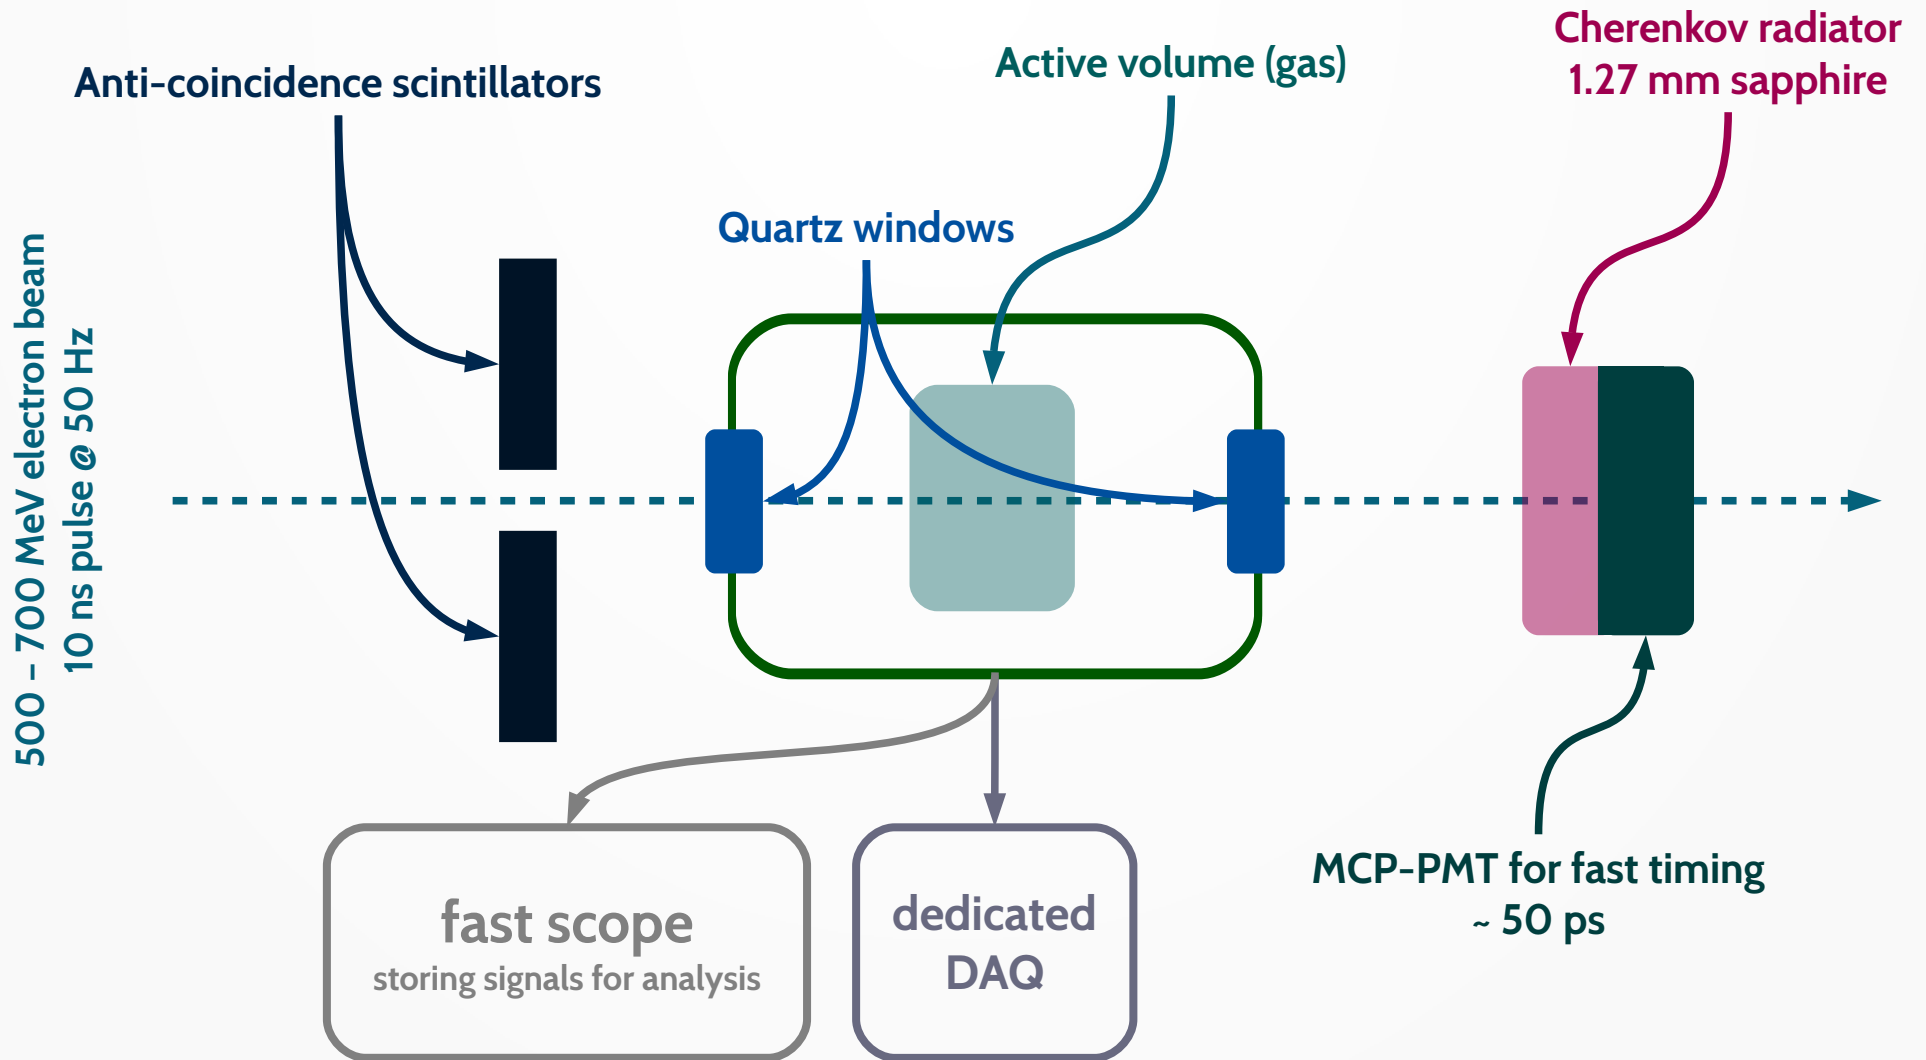 Cherenkov radiator
1.27 mm sapphire
Active volume (gas)
Anti-coincidence scintillators
Quartz windows
500 – 700 MeV electron beam
10 ns pulse @ 50 Hz
MCP-PMT for fast timing
~ 50 ps
fast scope
storing signals for analysis
dedicated
DAQ